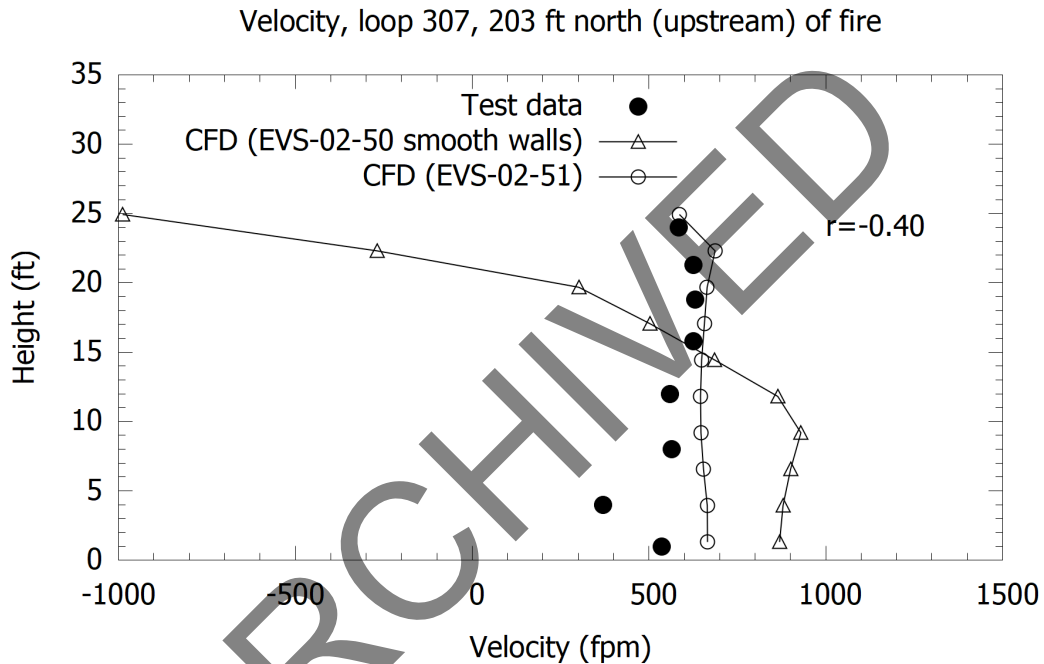 Velocity, loop 307, 203 ft north (upstream) of fire
35
30
25
20
15
10
5
0
Height (ft)
Test data
CFD (EVS-02-50 smooth walls)
CFD (EVS-02-51)
r=-0.40
-1000 -500 0 500 1000 1500
Velocity (fpm)
RCHIVED